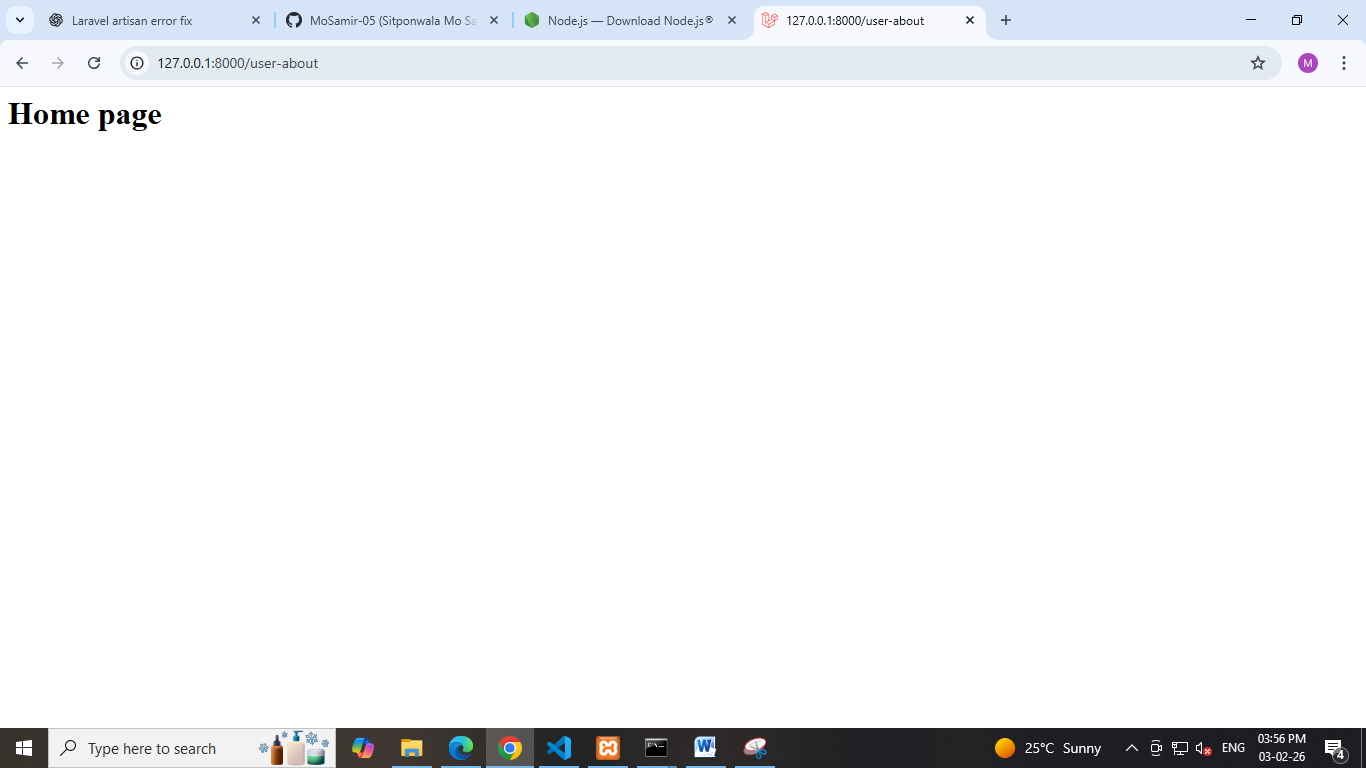 Laravel artisan error fix
MoSamir-05 (Sitponwala Mo Sa
Node.js — Download Node.js®
127.0.0.1:8000/user-about
127.0.0.1:8000/user-about
M
Home page
Type here to search
25°C Sunny
ENG
03:56 PM
03-02-26
4